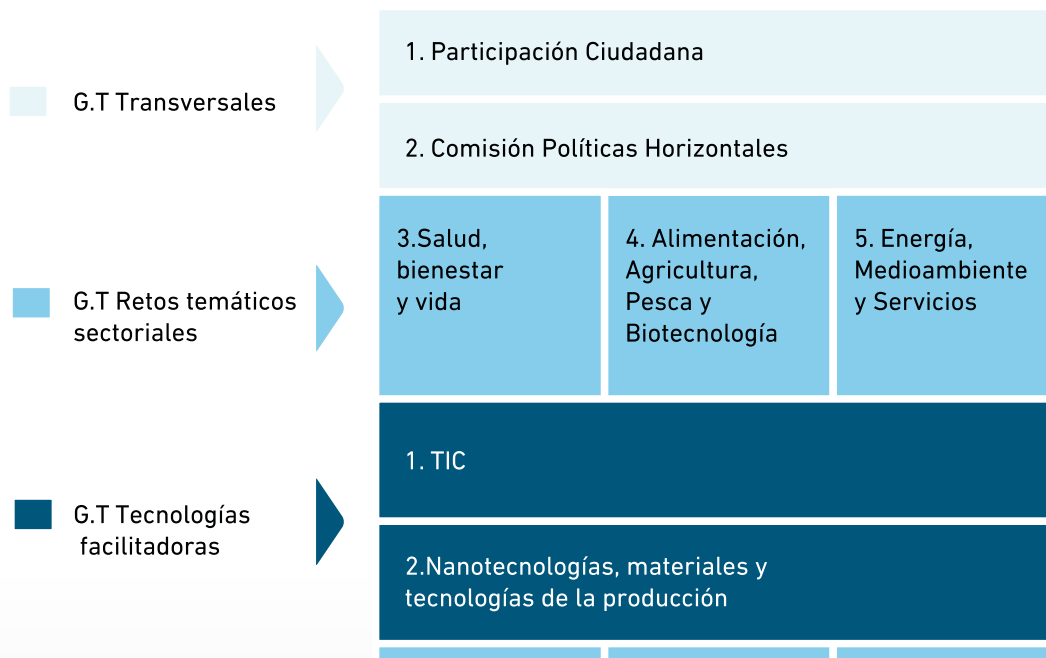 G.T Transversales
1. Participación Ciudadana
2. Comisión Políticas Horizontales
G.T Retos temáticos
sectoriales
3.Salud,
bienestar
y vida
4. Alimentación,
Agricultura,
Pesca y
Biotecnología
5. Energía,
Medioambiente
y Servicios
G.T Tecnologías
facilitadoras
1. TIC
2.Nanotecnologías, materiales y
tecnologías de la producción